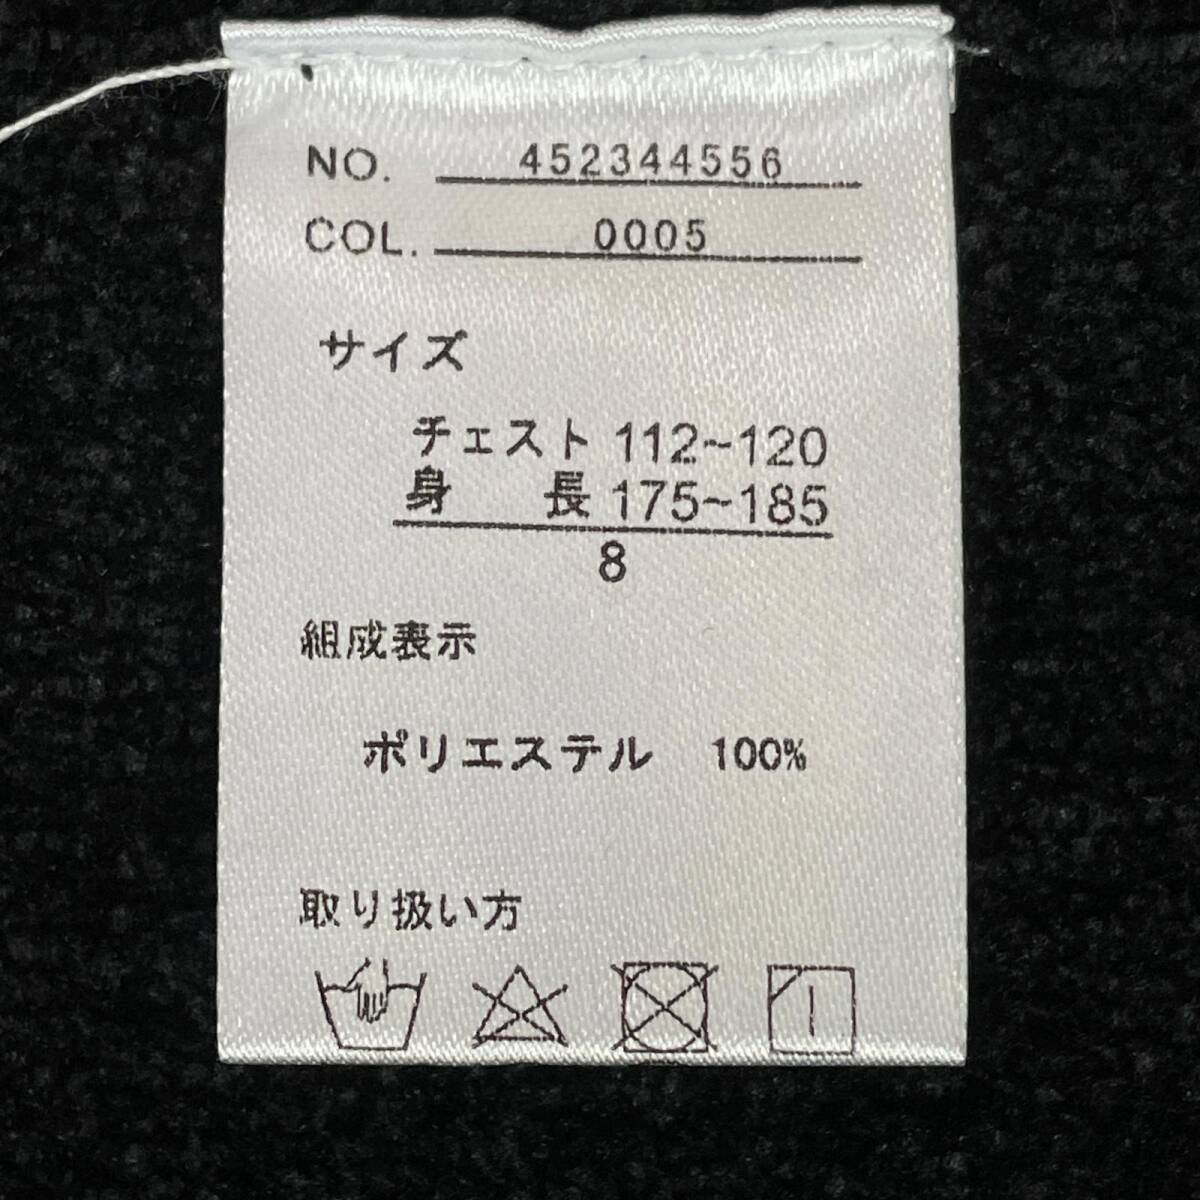 NO. 452344556
COL. 0005
サイズ
チェスト 112~120
身 長 175~185
8
組成表示
ポリエステル 100%
取り扱い方